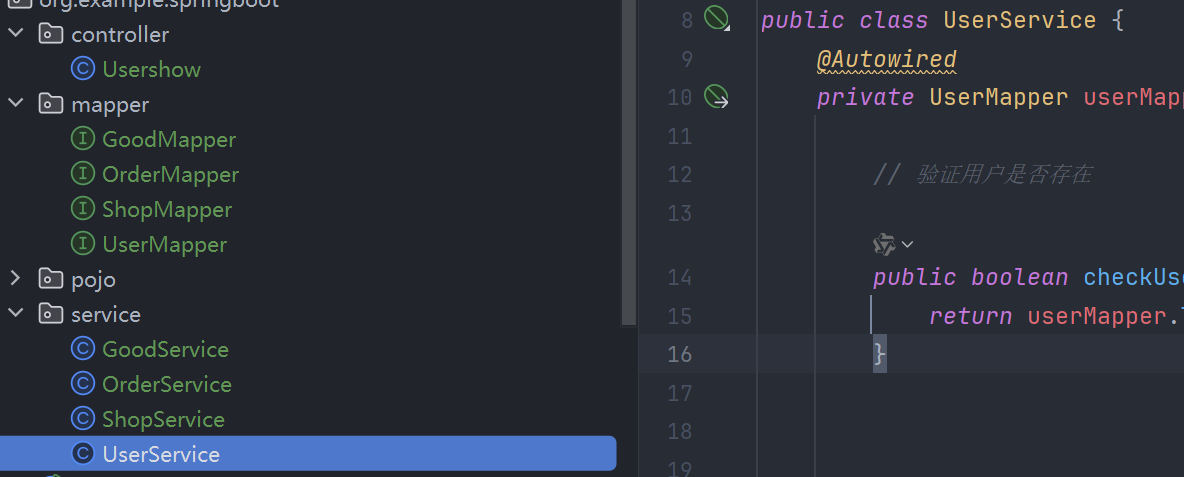 org.example.springboot
controller
Usershow
mapper
GoodMapper
OrderMapper
ShopMapper
UserMapper
pojo
service
GoodService
OrderService
ShopService
UserService
8 public class UserService {
9 @Autowired
10 private UserMapper userMapp
11
12 // 验证用户是否存在
13
14 public boolean checkUs
15 return userMapper.
16 }
17
18
19